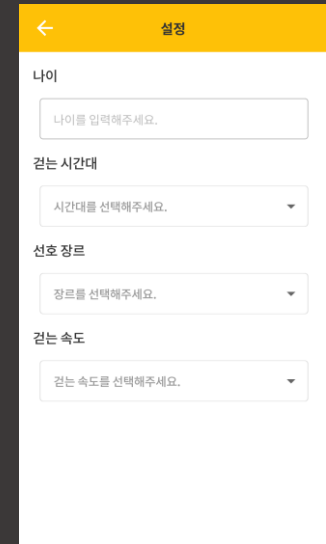 설정
나이
나이를 입력해주세요.
걷는 시간대
시간대를 선택해주세요.
선호 장르
장르를 선택해주세요.
걷는 속도
걷는 속도를 선택해주세요.